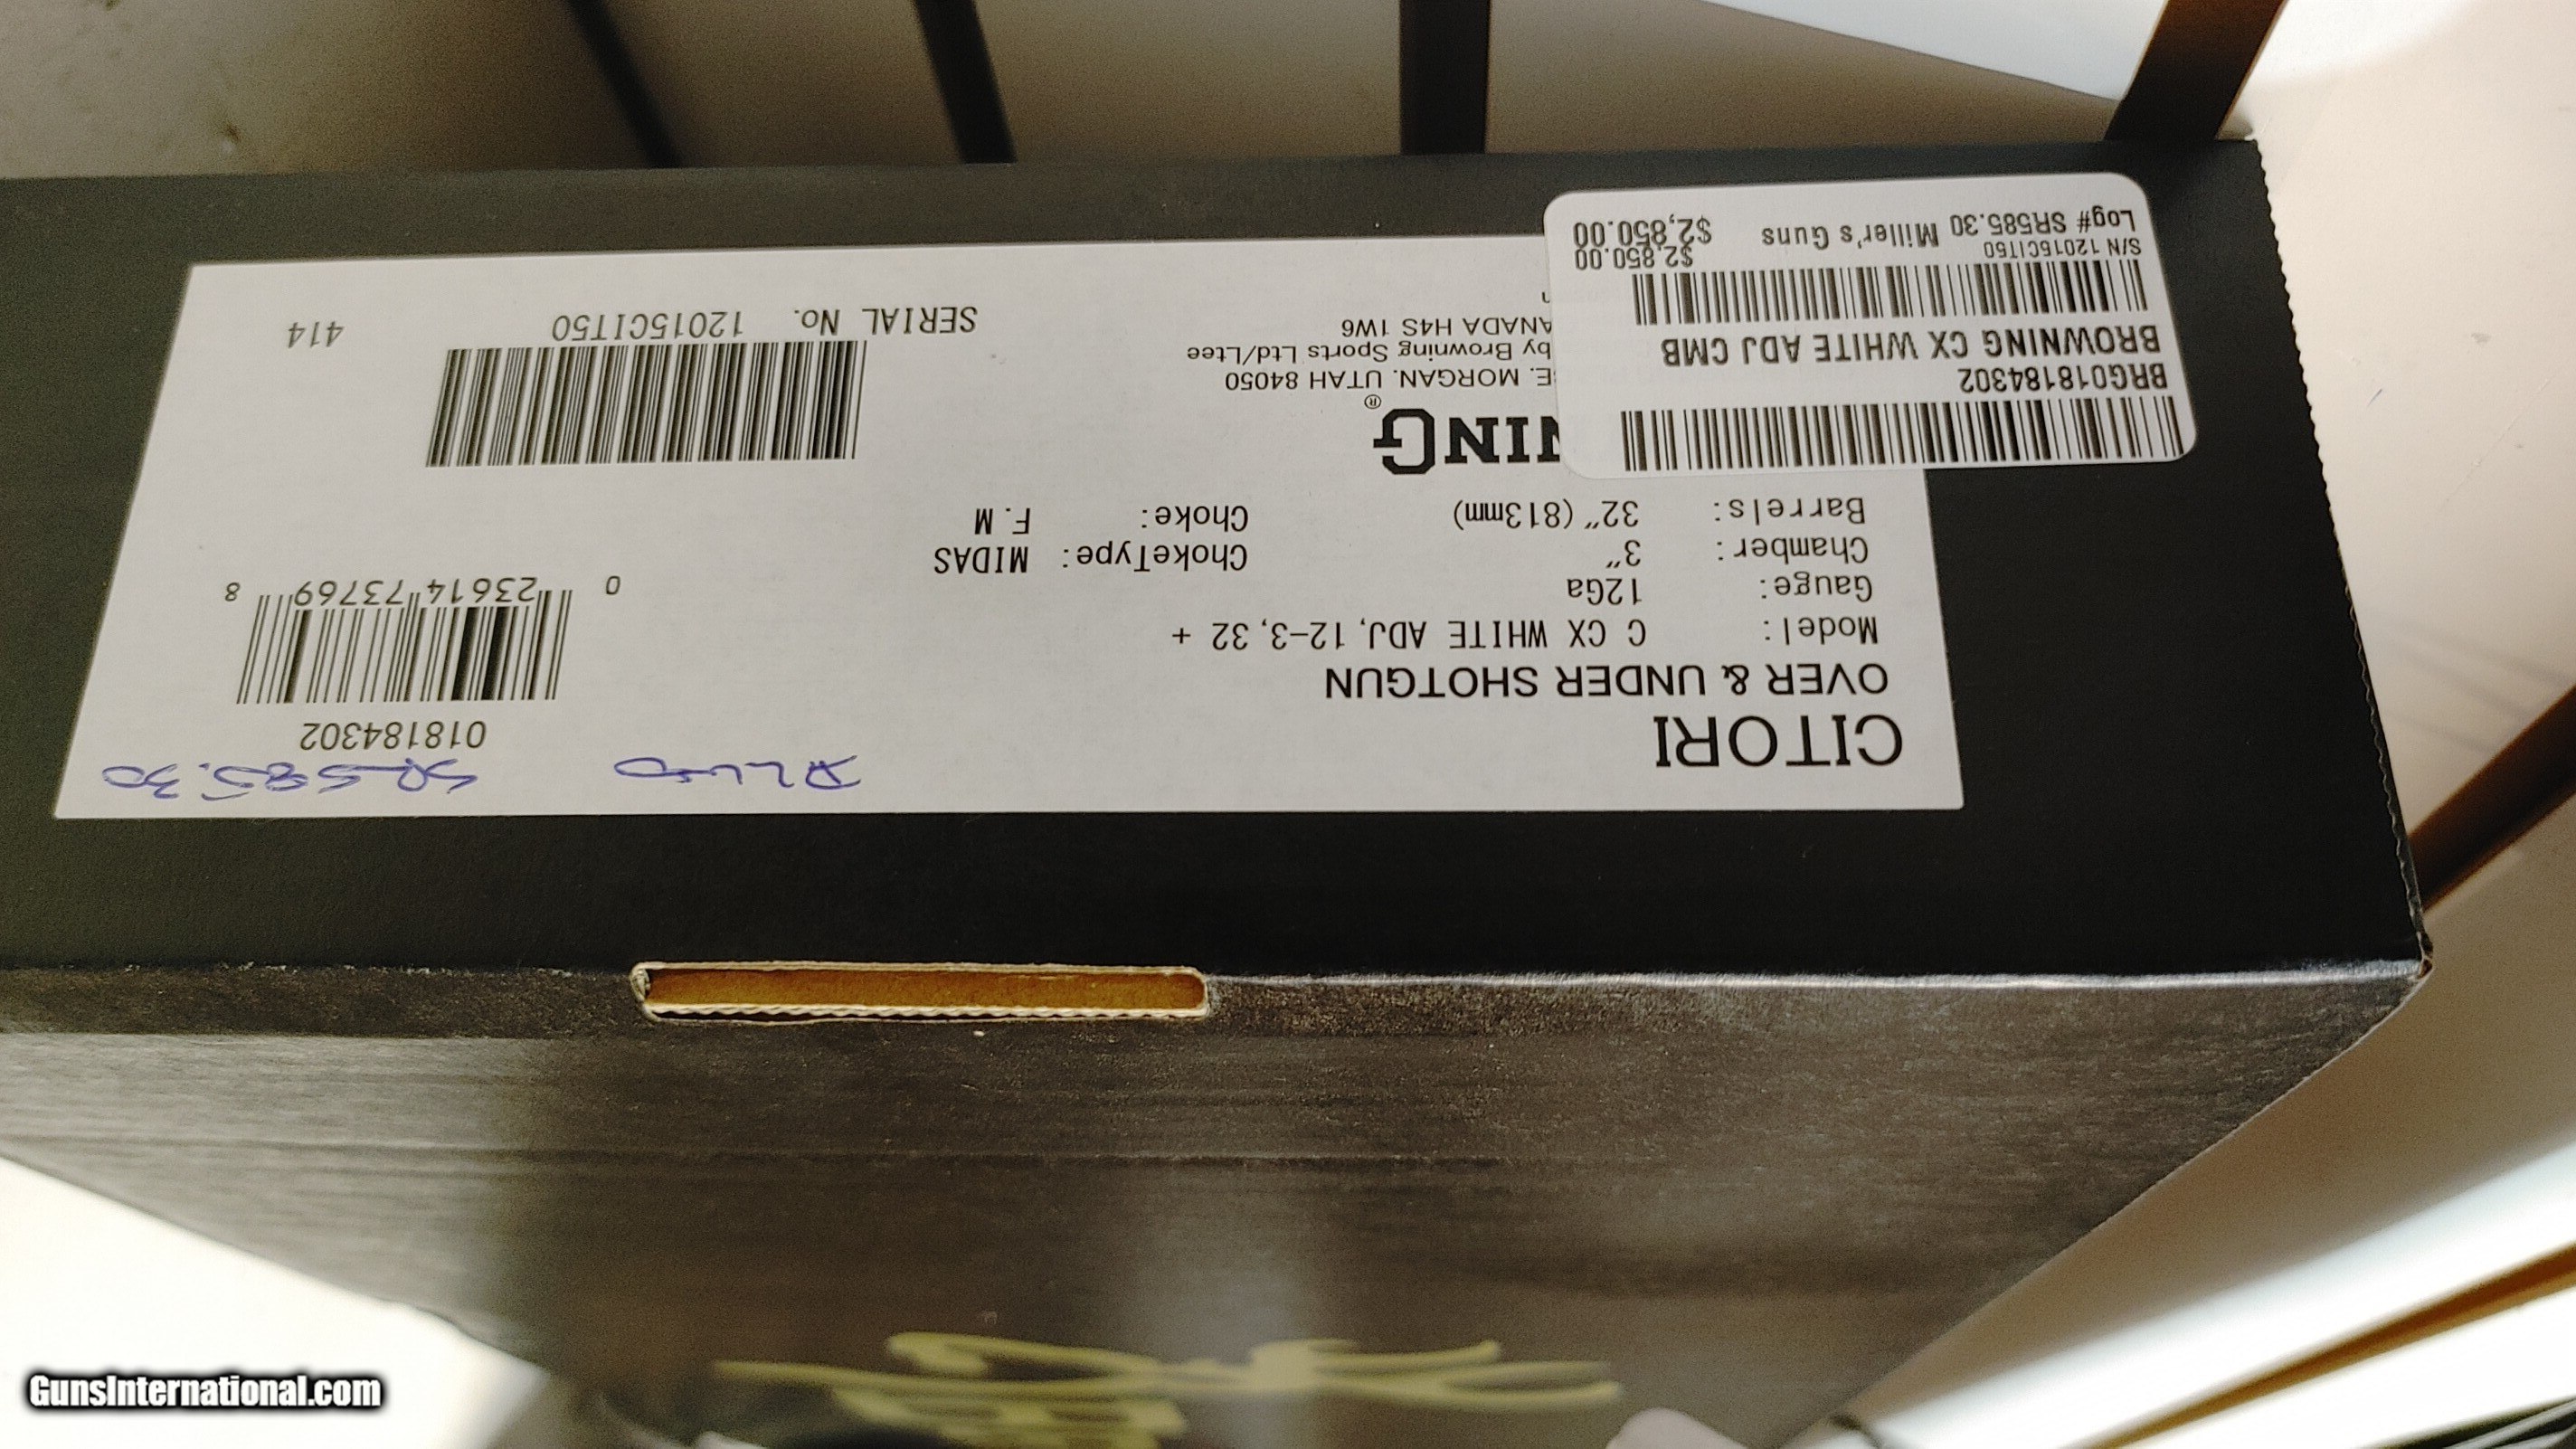 CITORI
OVER & UNDER SHOTGUN
Model: C CX WHITE ADJ, 12-3, 32 +
Gauge: 12Ga
Chamber: 3" ChokeType: MIDAS
Barrels: 32" (813mm) Choke: F.M
SR585.30
018184302
0 23614 73769 8
NING®
E. MORGAN. UTAH 84050
by Browning Sports Ltd/Ltee
ANADA H4S 1W6
SERIAL No. 12015CIT50
414
BRG018184302
BROWNING CX WHITE ADJ CMB
S/N 12015CIT50 $2,850.00
Log# SR585.30 Miller's Guns $2,850.00
GunsInternational.com